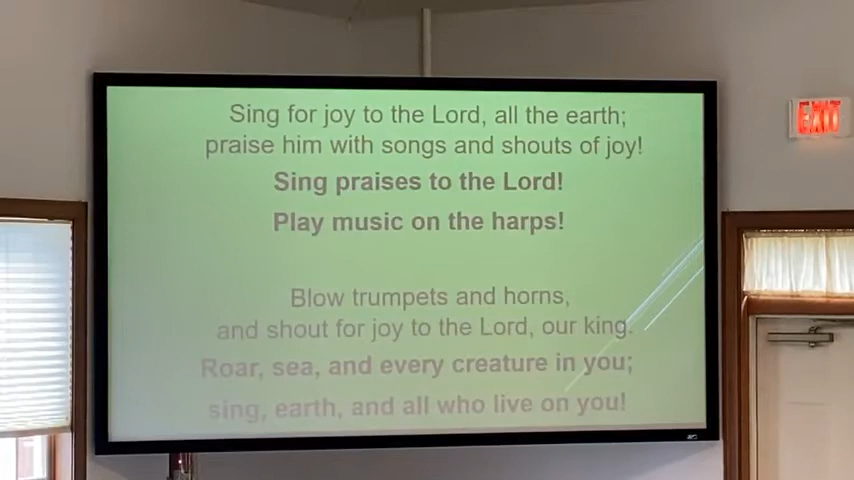 Sing for joy to the Lord, all the earth;
praise him with songs and shouts of joy!
Sing praises to the Lord!
Play music on the harps!
Blow trumpets and horns,
and shout for joy to the Lord, our king.
Roar, sea, and every creature in you;
sing, earth, and all who live on you!
EXIT